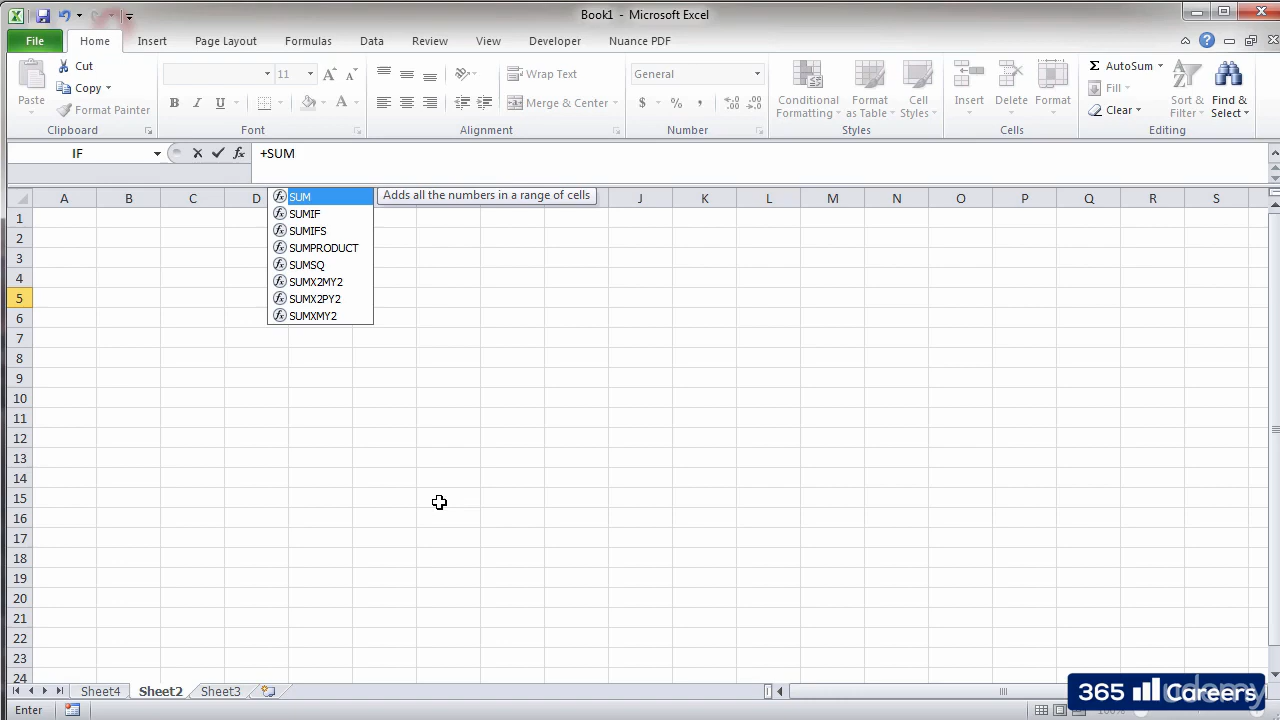 Book1 - Microsoft Excel
File Home Insert Page Layout Formulas Data Review View Developer Nuance PDF
Paste Cut Copy Format Painter Clipboard
11 B I U A A A Font
Wrap Text Merge & Center Alignment
General $ % , Number
Conditional Formatting Format as Table Cell Styles Styles
Insert Delete Format Cells
Σ AutoSum Fill Clear Sort & Filter Find & Select Editing
IF fx +SUM
A B C D J K L M N O P Q R S
SUM Adds all the numbers in a range of cells
SUMIF
SUMIFS
SUMPRODUCT
SUMSQ
SUMX2MY2
SUMX2PY2
SUMXMY2
1
2
3
4
5
6
7
8
9
10
11
12
13
14
15
16
17
18
19
20
21
22
23
24
Sheet4 Sheet2 Sheet3
365 Careers
udemy
Enter 100%